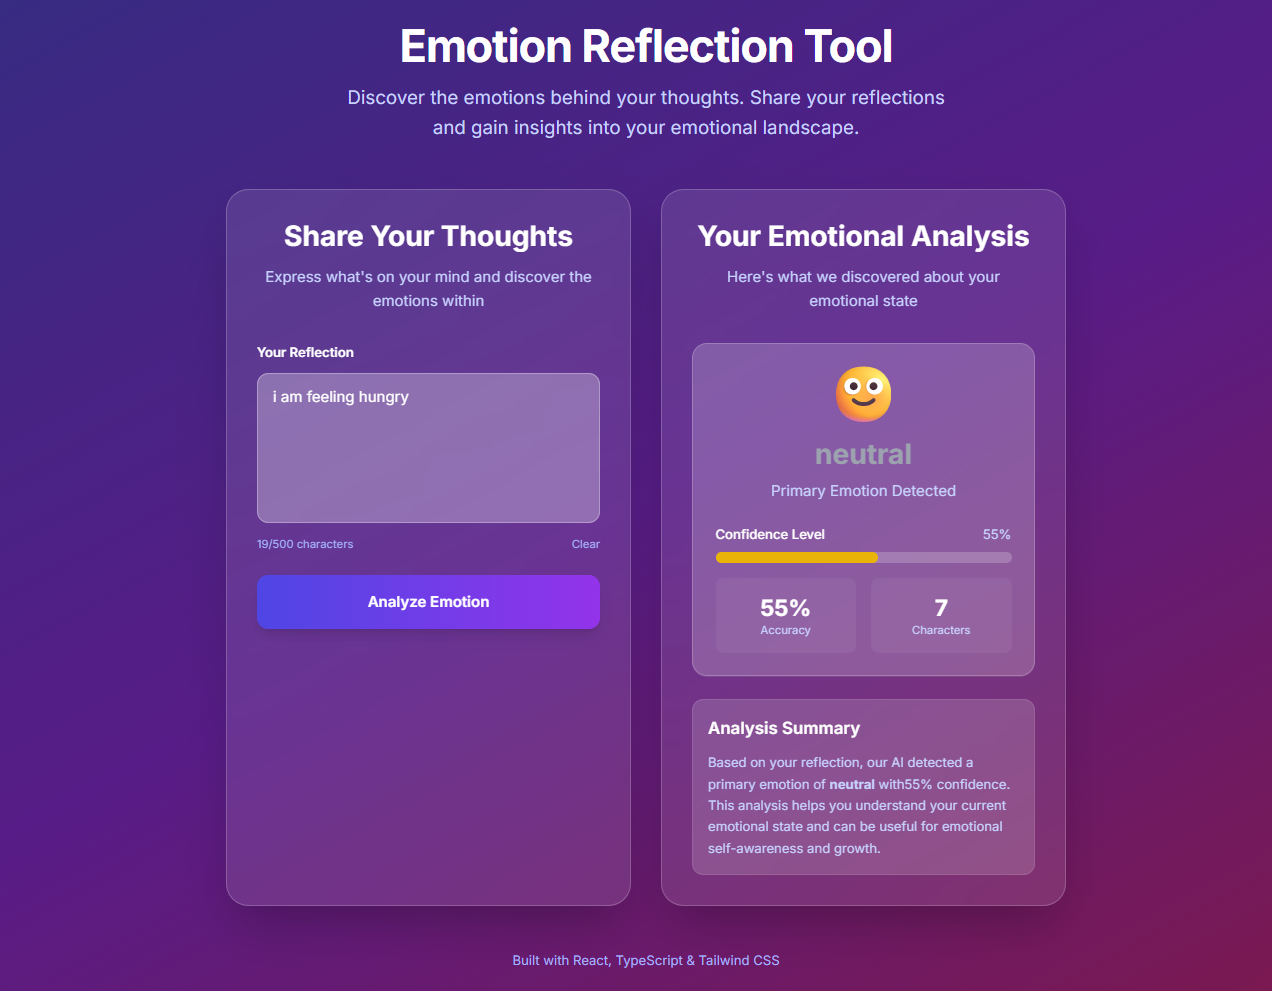 Emotion Reflection Tool
Discover the emotions behind your thoughts. Share your reflections
and gain insights into your emotional landscape.
Share Your Thoughts
Express what's on your mind and discover the
emotions within
Your Reflection
i am feeling hungry
19/500 characters
Clear
Analyze Emotion
Your Emotional Analysis
Here's what we discovered about your
emotional state
neutral
Primary Emotion Detected
Confidence Level
55%
55%
Accuracy
7
Characters
Analysis Summary
Based on your reflection, our AI detected a
primary emotion of neutral with55% confidence.
This analysis helps you understand your current
emotional state and can be useful for emotional
self-awareness and growth.
Built with React, TypeScript & Tailwind CSS